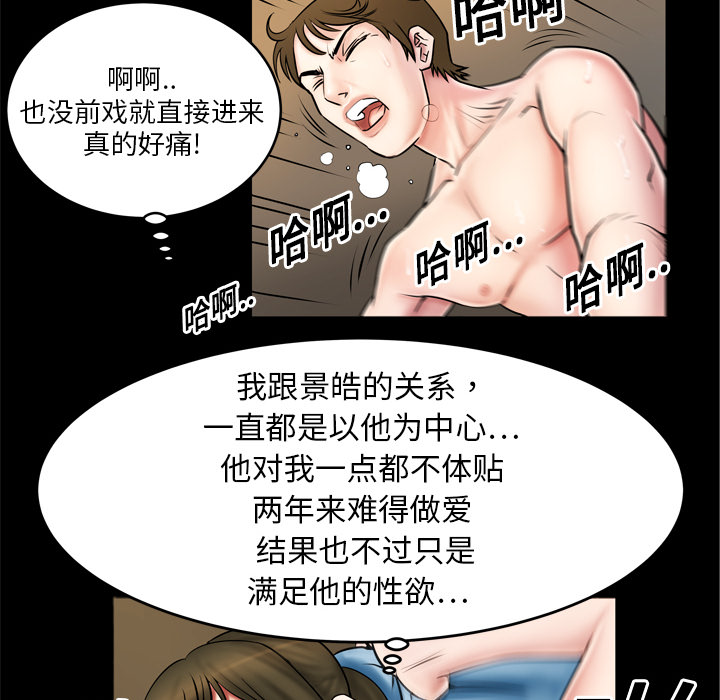 哈啊
啊啊..
也没前戏就直接进来
真的好痛!
哈啊...
哈啊...
哈啊..
哈啊..
我跟景皓的关系，
一直都是以他为中心...
他对我一点都不体贴
两年来难得做爱
结果也不过只是
满足他的性欲...